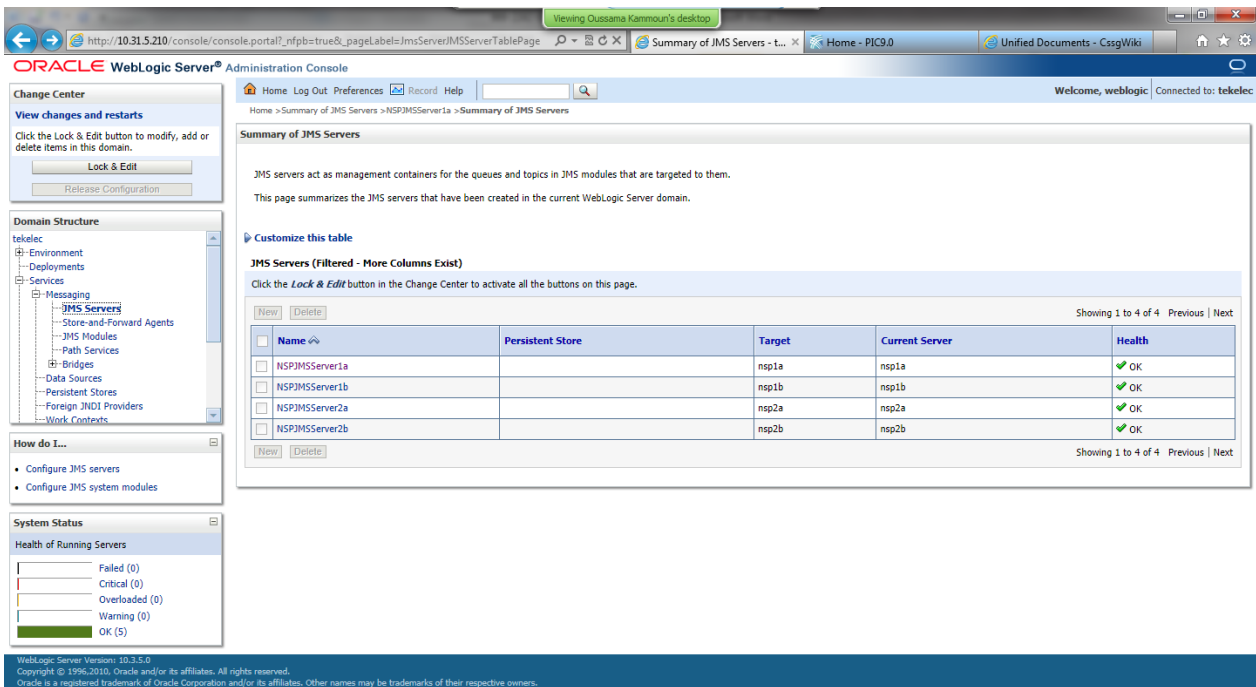 Viewing Oussama Kammoun's desktop
http://10.31.5.210/console/console.portal?_nfpb=true&_pageLabel=JmsServerJMSServerTablePage
Summary of JMS Servers - t...
Home - PIC9.0
Unified Documents - CssgWiki
ORACLE WebLogic Server® Administration Console
Change Center
View changes and restarts
Click the Lock & Edit button to modify, add or
delete items in this domain.
Lock & Edit
Release Configuration
Domain Structure
tekelec
Environment
Deployments
Services
Messaging
JMS Servers
Store-and-Forward Agents
JMS Modules
Path Services
Bridges
Data Sources
Persistent Stores
Foreign JNDI Providers
Work Contexts
How do I...
Configure JMS servers
Configure JMS system modules
System Status
Health of Running Servers
Failed (0)
Critical (0)
Overloaded (0)
Warning (0)
OK (5)
Home Log Out Preferences Record Help
Welcome, weblogic Connected to: tekelec
Home >Summary of JMS Servers >NSPJMSServer1a >Summary of JMS Servers
Summary of JMS Servers
JMS servers act as management containers for the queues and topics in JMS modules that are targeted to them.
This page summarizes the JMS servers that have been created in the current WebLogic Server domain.
Customize this table
JMS Servers (Filtered - More Columns Exist)
Click the Lock & Edit button in the Change Center to activate all the buttons on this page.
New Delete Showing 1 to 4 of 4 Previous | Next
Name Persistent Store Target Current Server Health
NSPJMSServer1a nsp1a nsp1a OK
NSPJMSServer1b nsp1b nsp1b OK
NSPJMSServer2a nsp2a nsp2a OK
NSPJMSServer2b nsp2b nsp2b OK
New Delete Showing 1 to 4 of 4 Previous | Next
WebLogic Server Version: 10.3.5.0
Copyright © 1996,2010, Oracle and/or its affiliates. All rights reserved.
Oracle is a registered trademark of Oracle Corporation and/or its affiliates. Other names may be trademarks of their respective owners.